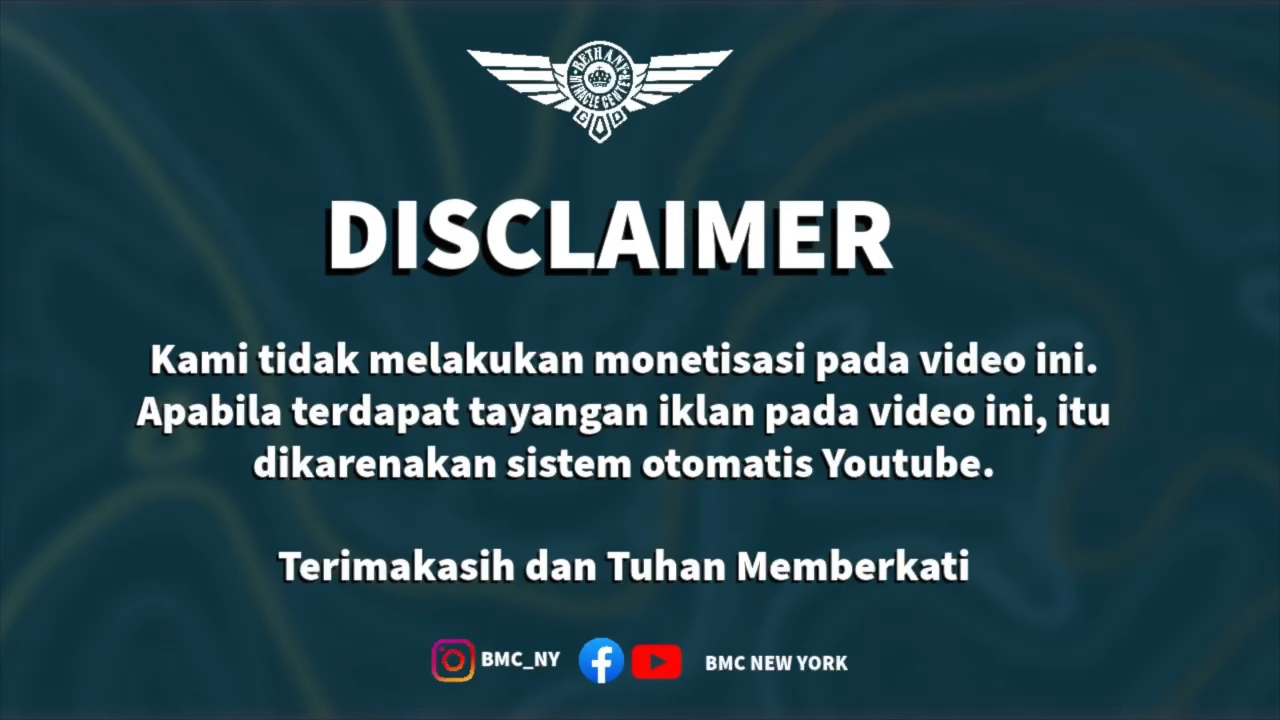 BETHANY
MIRACLE CENTER
DISCLAIMER
Kami tidak melakukan monetisasi pada video ini.
Apabila terdapat tayangan iklan pada video ini, itu
dikarenakan sistem otomatis Youtube.
Terimakasih dan Tuhan Memberkati
BMC_NY
BMC NEW YORK